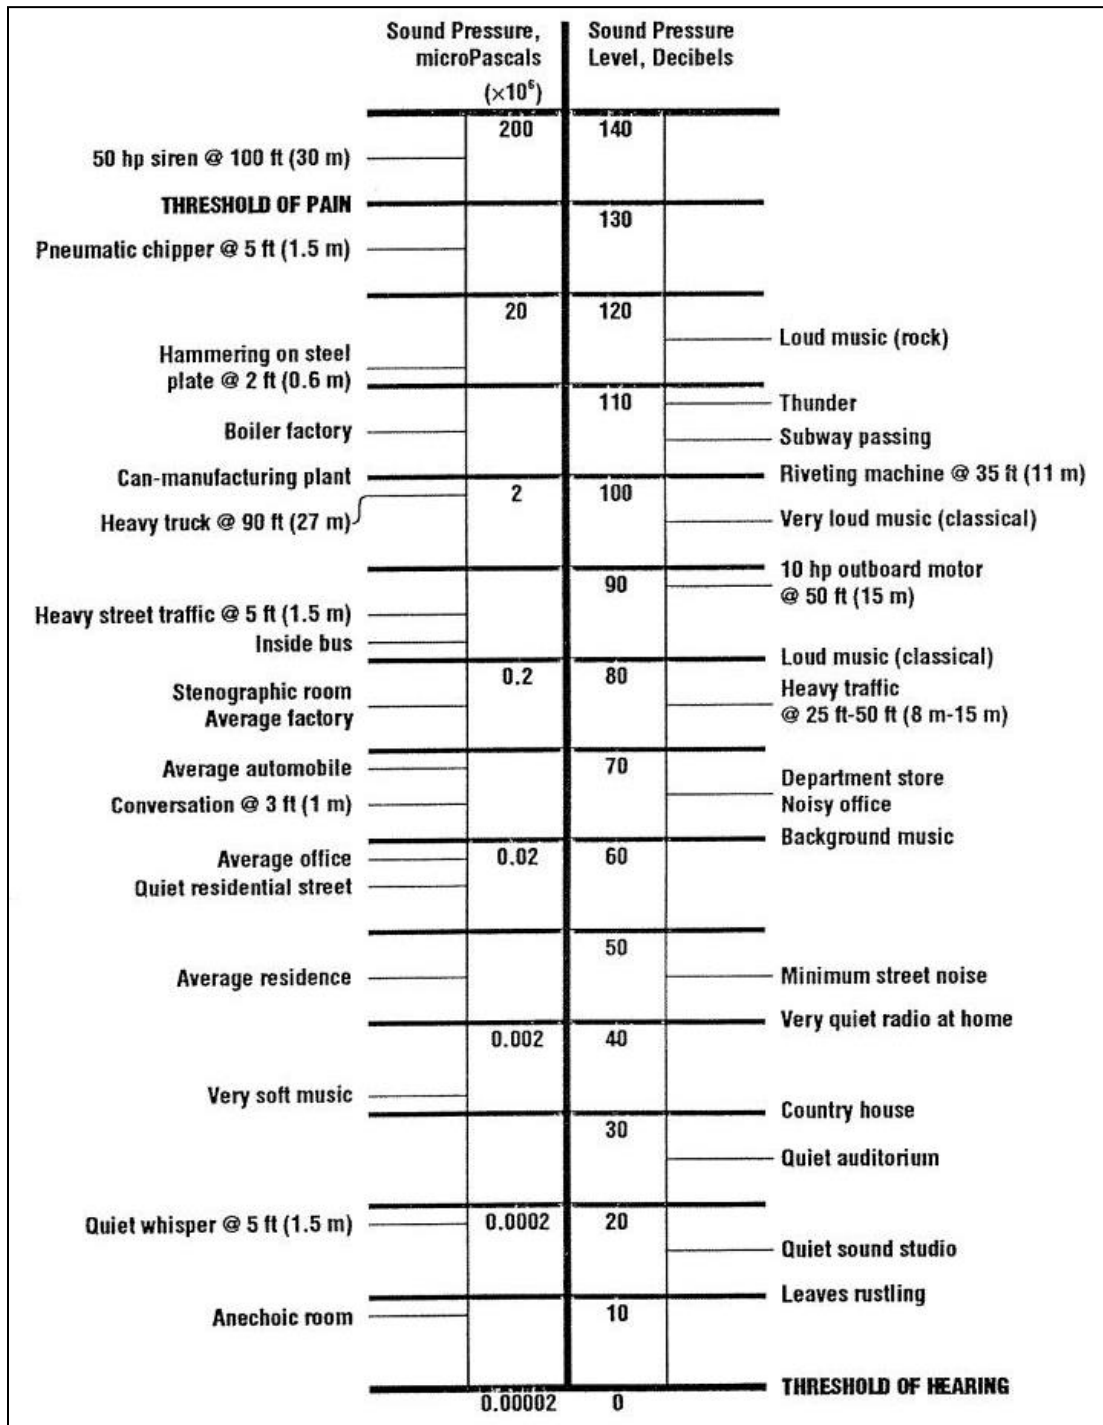 Sound Pressure,
microPascals
(×10⁶)
Sound Pressure
Level, Decibels
200 140
50 hp siren @ 100 ft (30 m)
THRESHOLD OF PAIN
130
Pneumatic chipper @ 5 ft (1.5 m)
20 120
Loud music (rock)
Hammering on steel
plate @ 2 ft (0.6 m)
110
Thunder
Boiler factory
Subway passing
Can-manufacturing plant
Riveting machine @ 35 ft (11 m)
2 100
Heavy truck @ 90 ft (27 m)
Very loud music (classical)
10 hp outboard motor
@ 50 ft (15 m)
90
Heavy street traffic @ 5 ft (1.5 m)
Inside bus
Loud music (classical)
0.2 80
Heavy traffic
@ 25 ft-50 ft (8 m-15 m)
Stenographic room
Average factory
Average automobile
70
Department store
Noisy office
Conversation @ 3 ft (1 m)
Background music
0.02 60
Average office
Quiet residential street
50
Average residence
Minimum street noise
Very quiet radio at home
0.002 40
Very soft music
Country house
30
Quiet auditorium
Quiet whisper @ 5 ft (1.5 m)
0.0002 20
Quiet sound studio
Leaves rustling
Anechoic room
10
THRESHOLD OF HEARING
0.00002 0